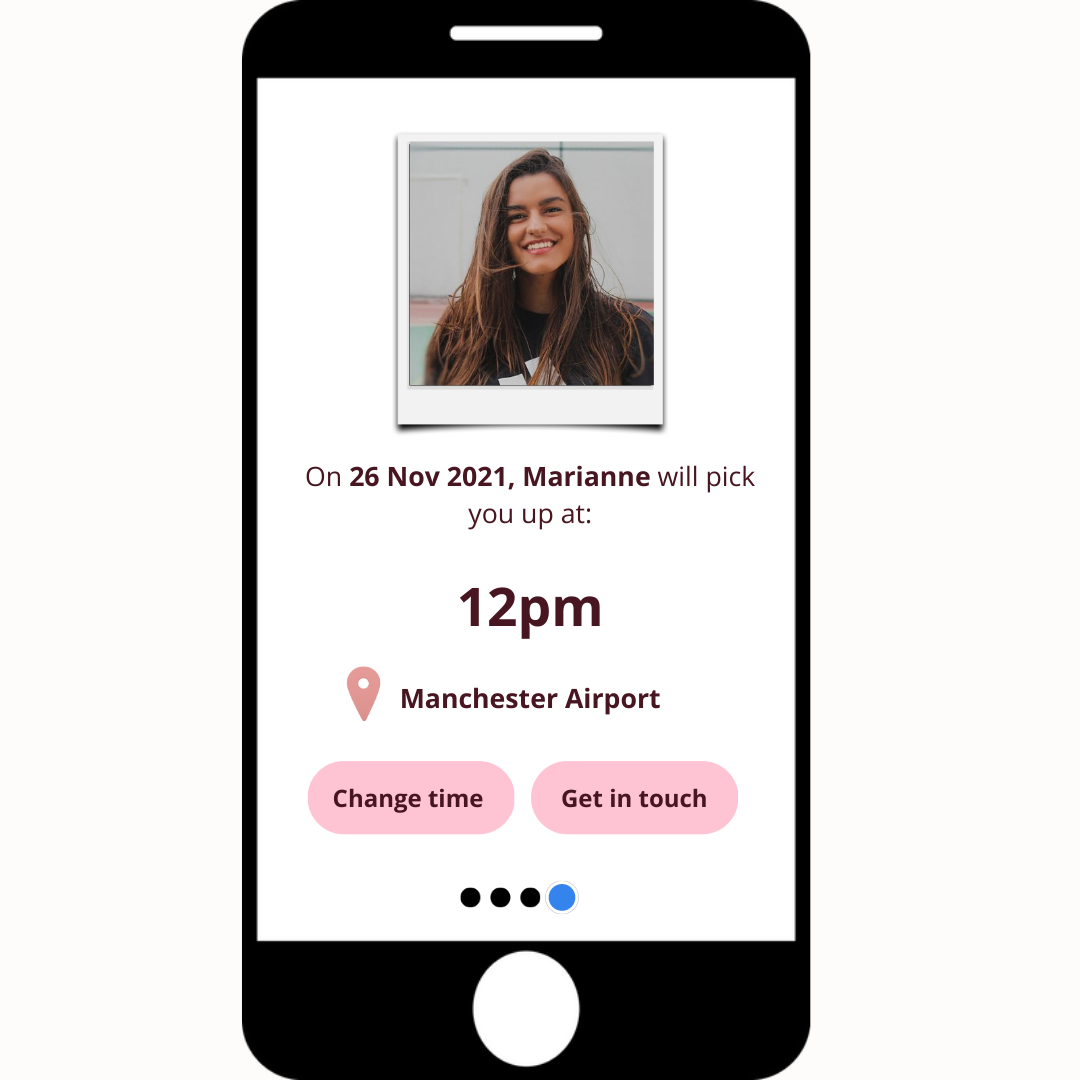 On 26 Nov 2021, Marianne will pick
you up at:
12pm
Manchester Airport
Change time
Get in touch